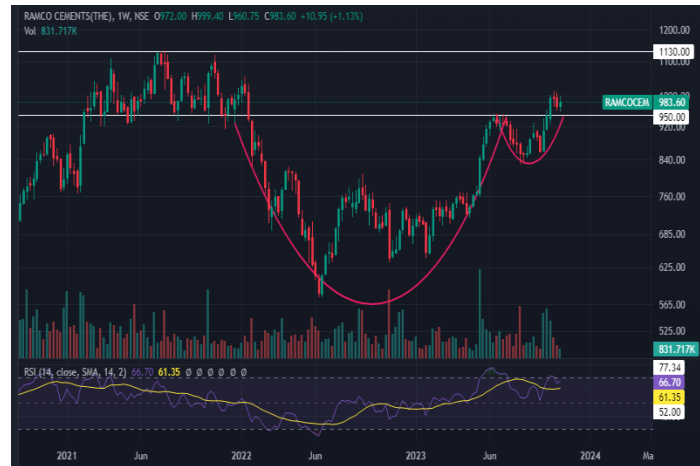 RAMCO CEMENTS(THE), 1W, NSE O972.00 H999.40 L960.75 C983.60 +10.95 (+1.13%)
Vol 831.717K
1200.00
1130.00
1100.00
RAMCOCEM 983.60
950.00
920.00
840.00
760.00
685.00
625.00
565.00
525.00
831.717K
RSI (14, close, SMA, 14, 2) 66.70 61.35 Ø Ø Ø Ø Ø Ø
77.34
66.70
61.35
52.00
2021 Jun 2022 Jun 2023 Jun 2024 Ma